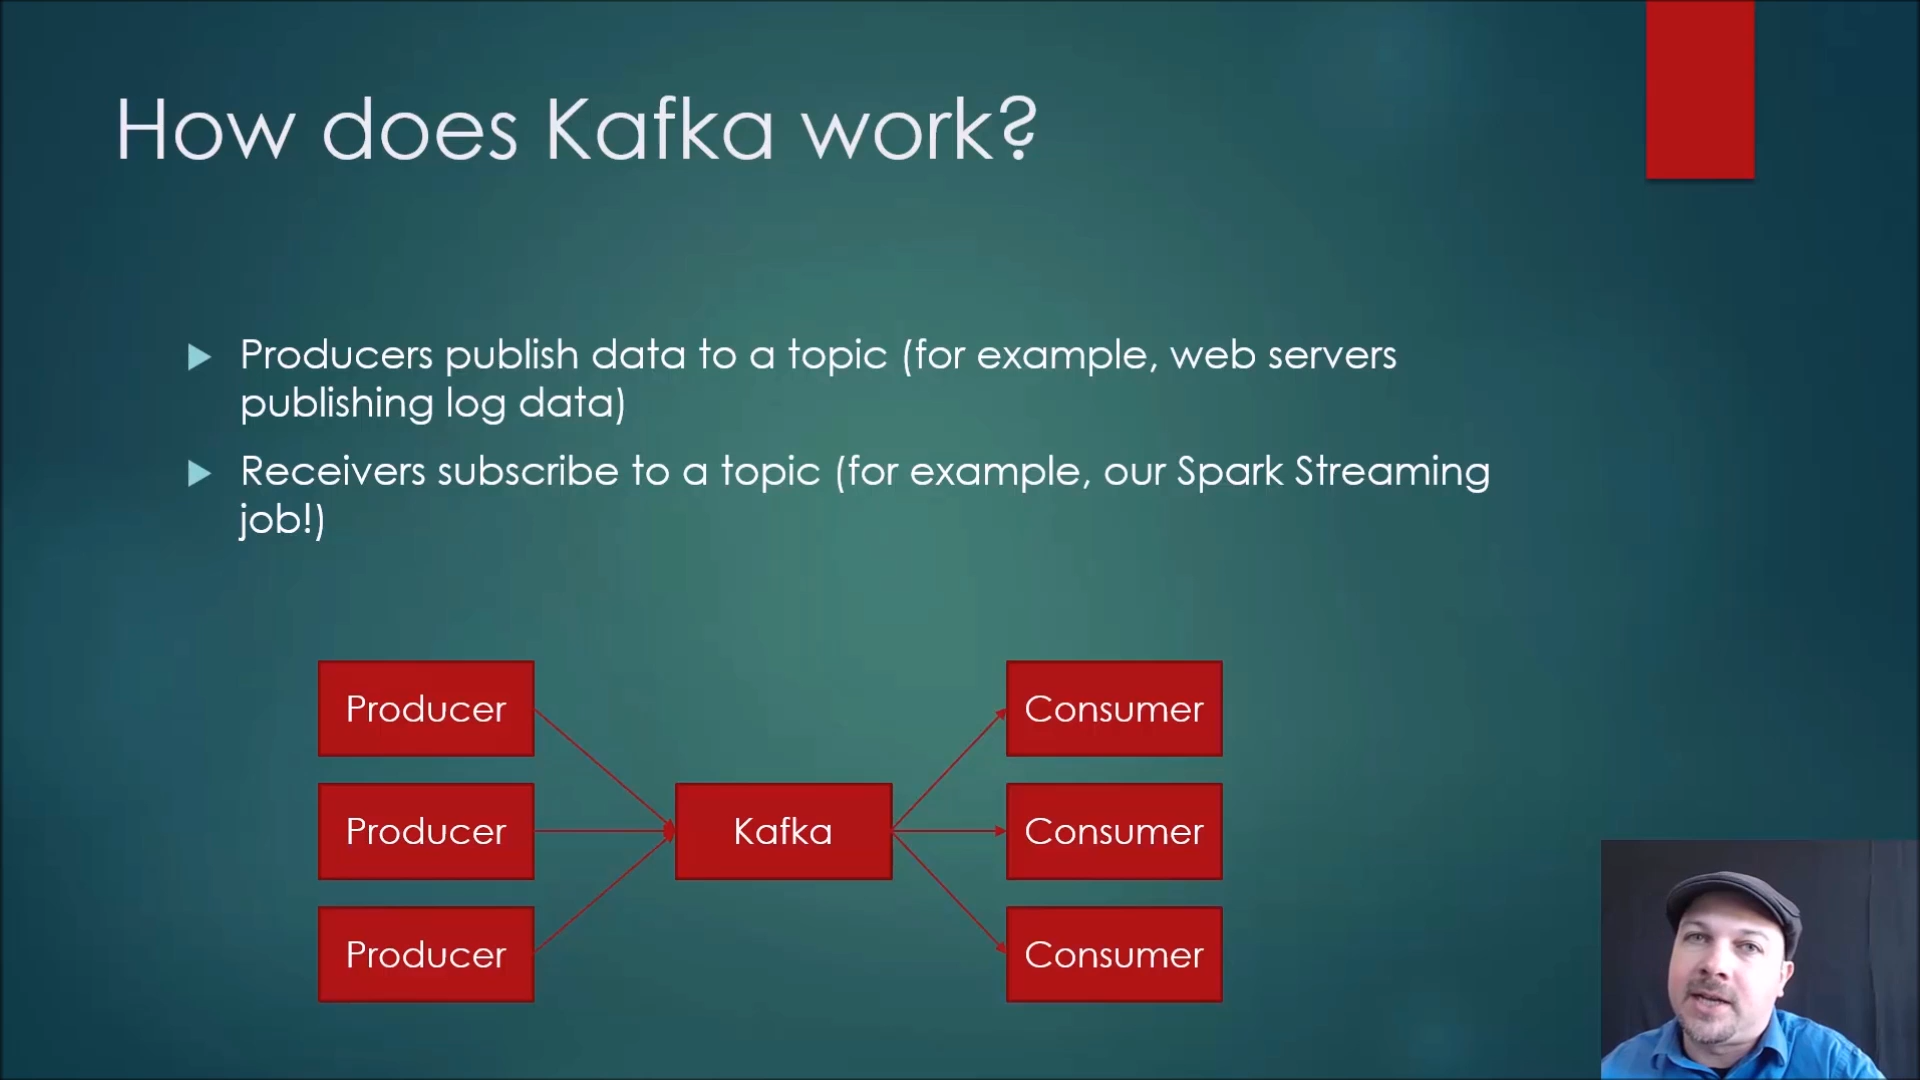 How does Kafka work?
Producers publish data to a topic (for example, web servers
publishing log data)
Receivers subscribe to a topic (for example, our Spark Streaming
job!)
Producer
Consumer
Producer
Kafka
Consumer
Producer
Consumer